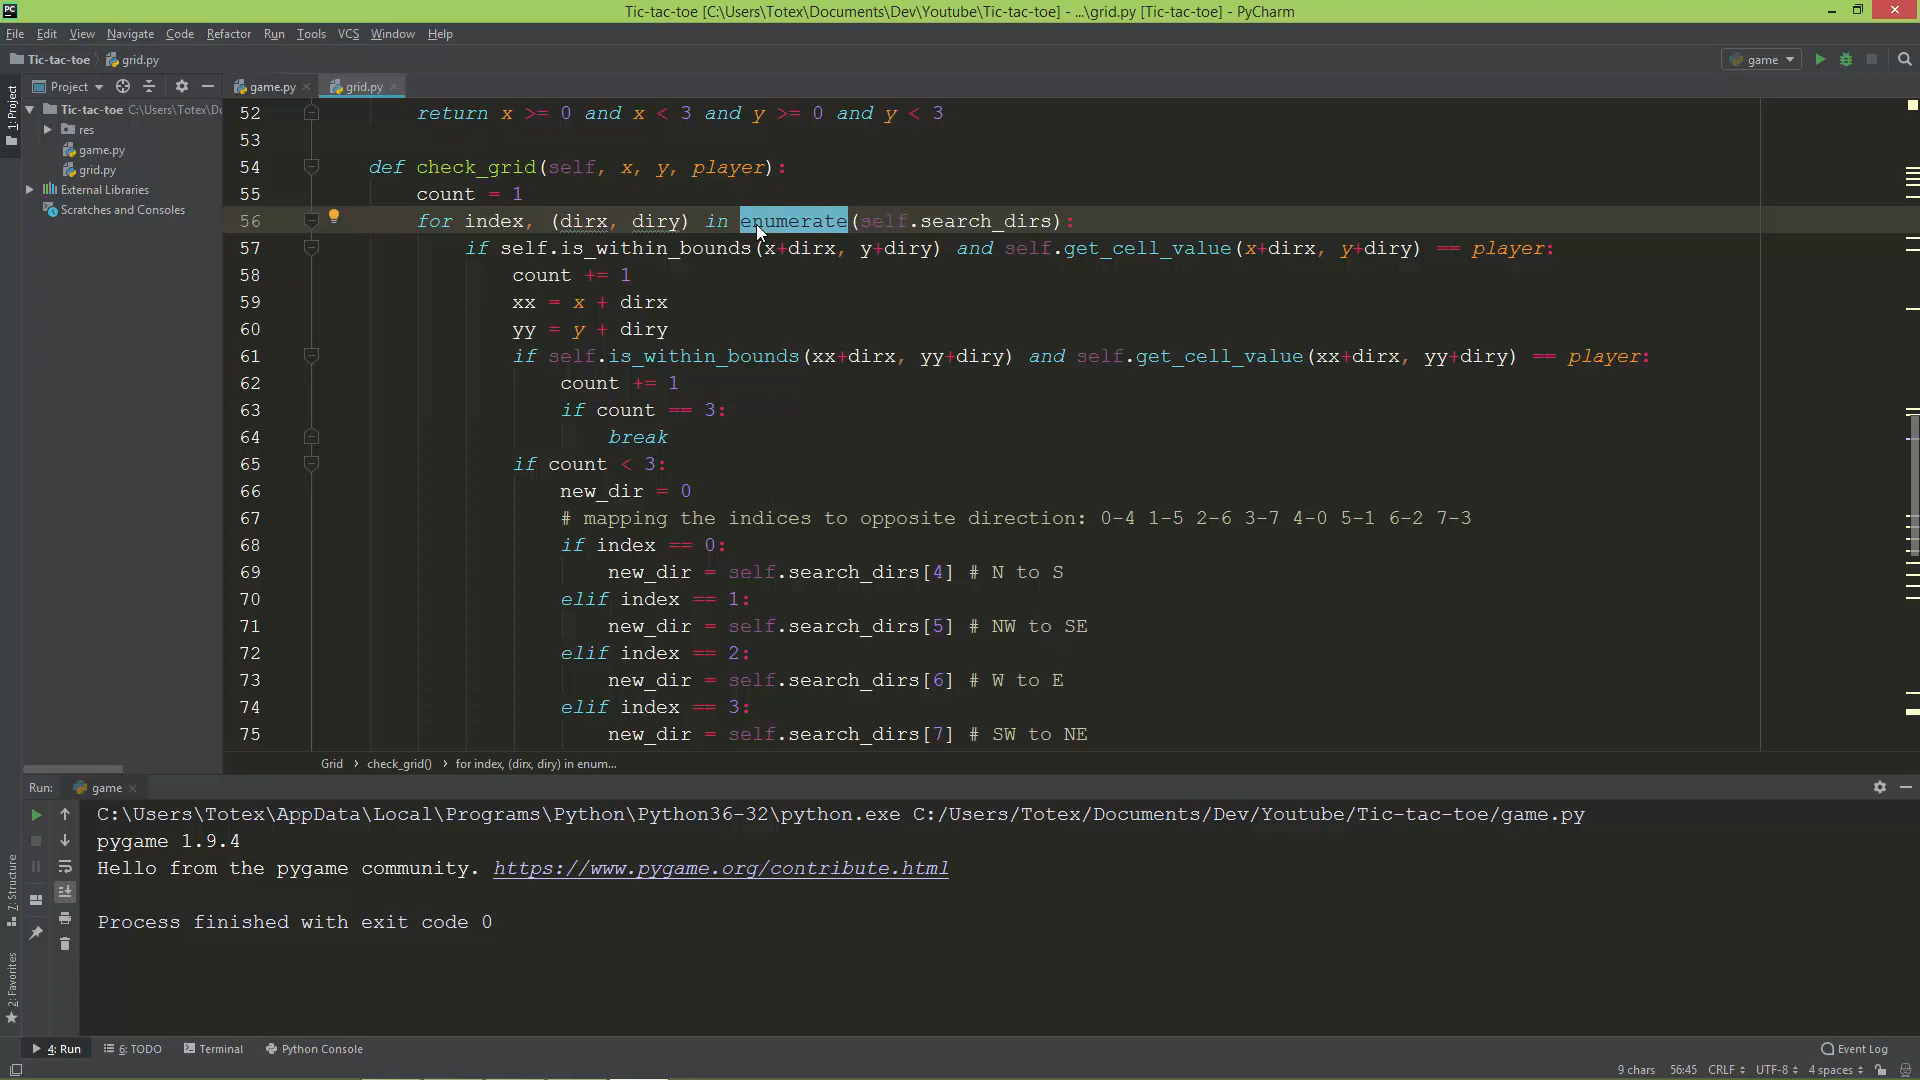 PC
Tic-tac-toe [C:\Users\Totex\Documents\Dev\Youtube\Tic-tac-toe] - ...\grid.py [Tic-tac-toe] - PyCharm
File Edit View Navigate Code Refactor Run Tools VCS Window Help
Tic-tac-toe grid.py
game
Project
game.py
grid.py
1: Project
Tic-tac-toe C:\Users\Totex\Do
res
game.py
grid.py
External Libraries
Scratches and Consoles
52 return x >= 0 and x < 3 and y >= 0 and y < 3
53
54 def check_grid(self, x, y, player):
55 count = 1
56 for index, (dirx, diry) in enumerate(self.search_dirs):
57 if self.is_within_bounds(x+dirx, y+diry) and self.get_cell_value(x+dirx, y+diry) == player:
58 count += 1
59 xx = x + dirx
60 yy = y + diry
61 if self.is_within_bounds(xx+dirx, yy+diry) and self.get_cell_value(xx+dirx, yy+diry) == player:
62 count += 1
63 if count == 3:
64 break
65 if count < 3:
66 new_dir = 0
67 # mapping the indices to opposite direction: 0-4 1-5 2-6 3-7 4-0 5-1 6-2 7-3
68 if index == 0:
69 new_dir = self.search_dirs[4] # N to S
70 elif index == 1:
71 new_dir = self.search_dirs[5] # NW to SE
72 elif index == 2:
73 new_dir = self.search_dirs[6] # W to E
74 elif index == 3:
75 new_dir = self.search_dirs[7] # SW to NE
Grid › check_grid() › for index, (dirx, diry) in enum...
Run: game
C:\Users\Totex\AppData\Local\Programs\Python\Python36-32\python.exe C:/Users/Totex/Documents/Dev/Youtube/Tic-tac-toe/game.py
pygame 1.9.4
Hello from the pygame community. https://www.pygame.org/contribute.html
Process finished with exit code 0
7: Structure
2: Favorites
4: Run 6: TODO Terminal Python Console Event Log
9 chars 56:45 CRLF UTF-8 4 spaces